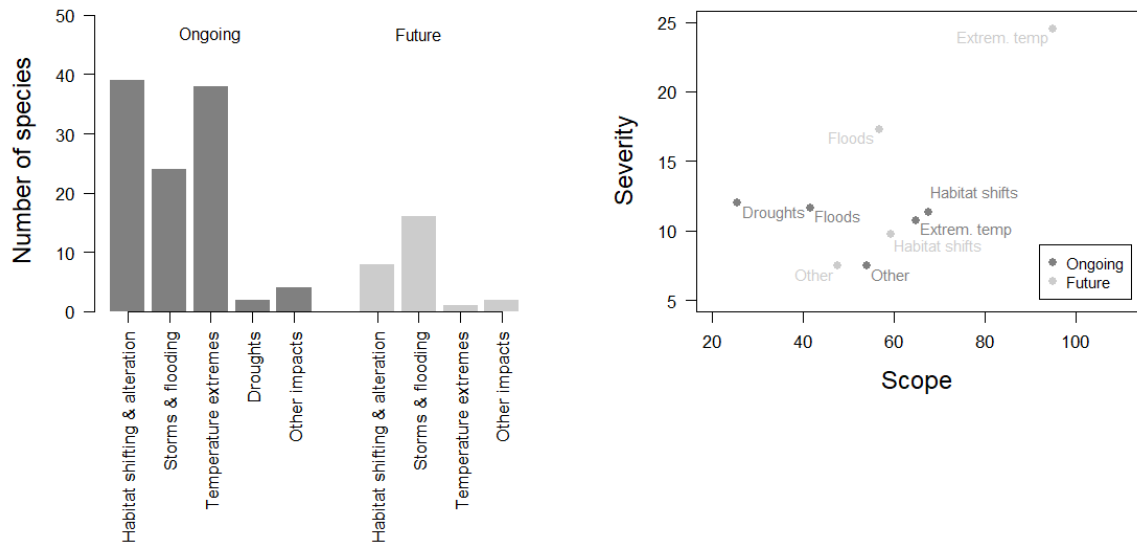 Number of species
50
40
30
20
10
0
Ongoing
Future
Habitat shifting & alteration
Storms & flooding
Temperature extremes
Droughts
Other impacts
Habitat shifting & alteration
Storms & flooding
Temperature extremes
Other impacts
Severity
25
20
15
10
5
Extrem. temp
Floods
Habitat shifts
Droughts
Floods
Extrem. temp
Habitat shifts
Other
Other
Ongoing
Future
20
40
60
80
100
Scope